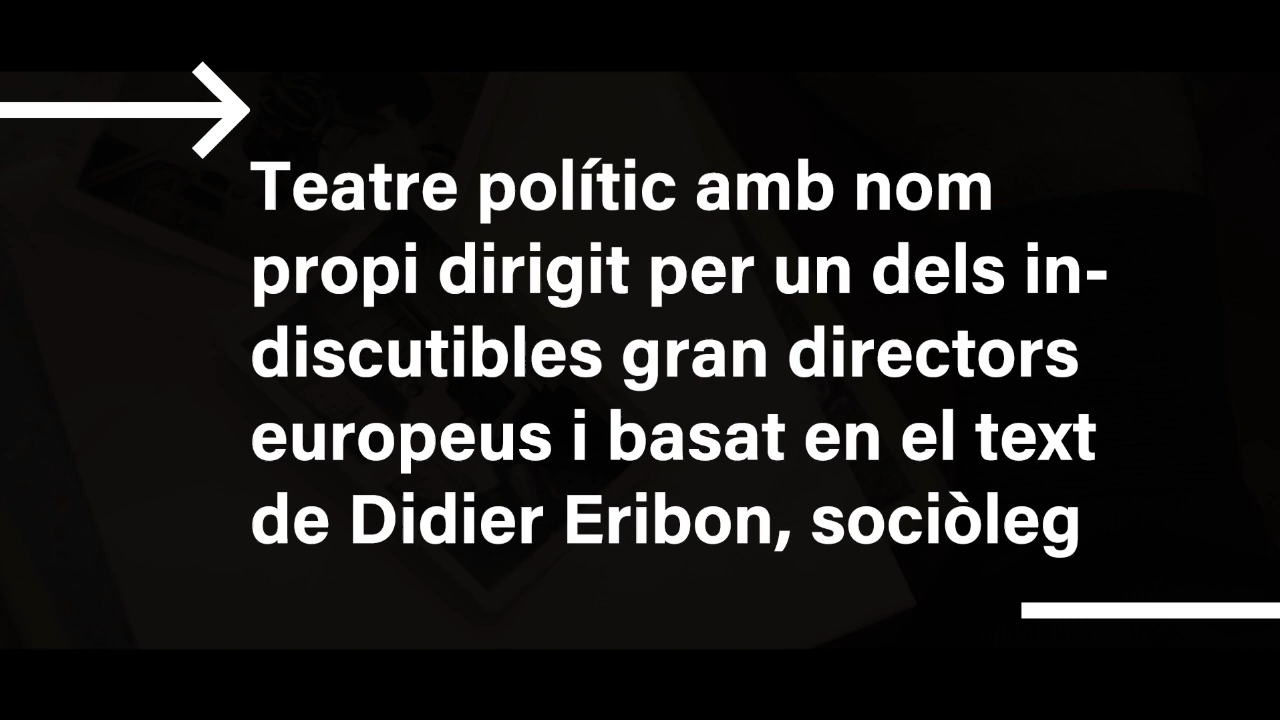 Teatre polític amb nom
propi dirigit per un dels in-
discutibles gran directors
europeus i basat en el text
de Didier Eribon, sociòleg